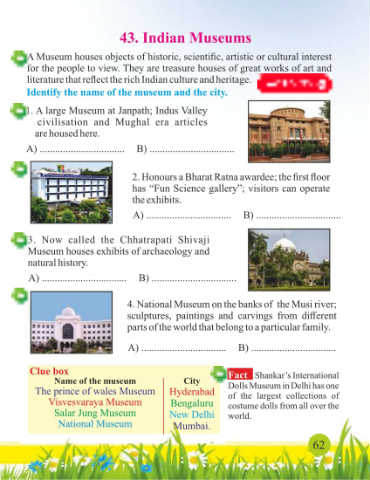 43. Indian Museums
A Museum houses objects of historic, scientific, artistic or cultural interest
for the people to view. They are treasure houses of great works of art and
literature that reflect the rich Indian culture and heritage.
Identify the name of the museum and the city.
1. A large Museum at Janpath; Indus Valley
civilisation and Mughal era articles
are housed here.
A) .................................. B) ..................................
2. Honours a Bharat Ratna awardee; the first floor
has “Fun Science gallery”; visitors can operate
the exhibits.
A) .................................. B) ..................................
3. Now called the Chhatrapati Shivaji
Museum houses exhibits of archaeology and
natural history.
A) .................................. B) ..................................
4. National Museum on the banks of the Musi river;
sculptures, paintings and carvings from different
parts of the world that belong to a particular family.
A) .................................. B) ..................................
Clue box
Name of the museum City
The prince of wales Museum Hyderabad
Visvesvaraya Museum Bengaluru
Salar Jung Museum New Delhi
National Museum Mumbai.
Fact Shankar’s International
Dolls Museum in Delhi has one
of the largest collections of
costume dolls from all over the
world.
62